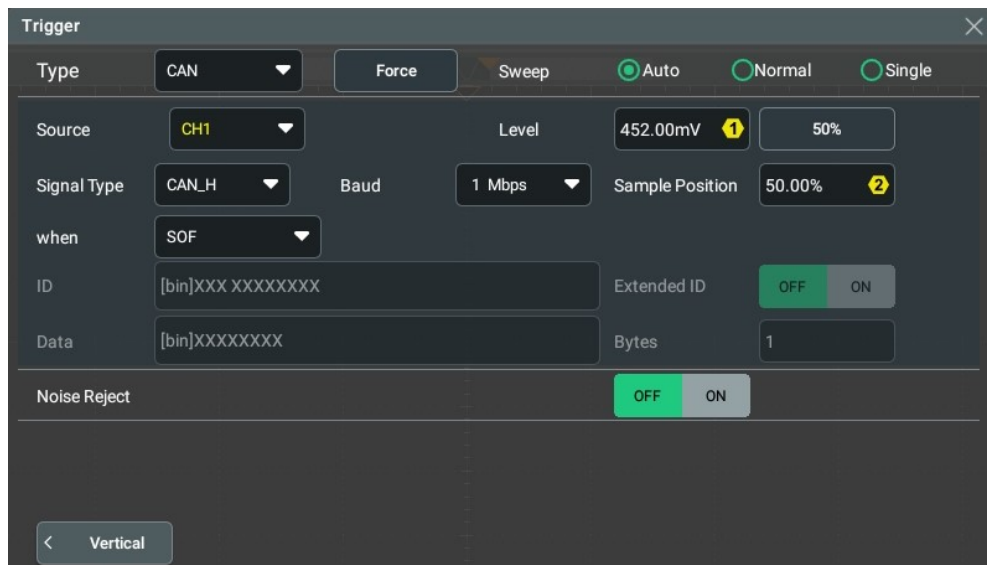 Trigger
Type CAN Force Sweep Auto Normal Single
Source CH1 Level 452.00mV 1 50%
Signal Type CAN_H Baud 1 Mbps Sample Position 50.00% 2
when SOF
ID [bin]XXX XXXXXXXX Extended ID OFF ON
Data [bin]XXXXXXXX Bytes 1
Noise Reject OFF ON
< Vertical